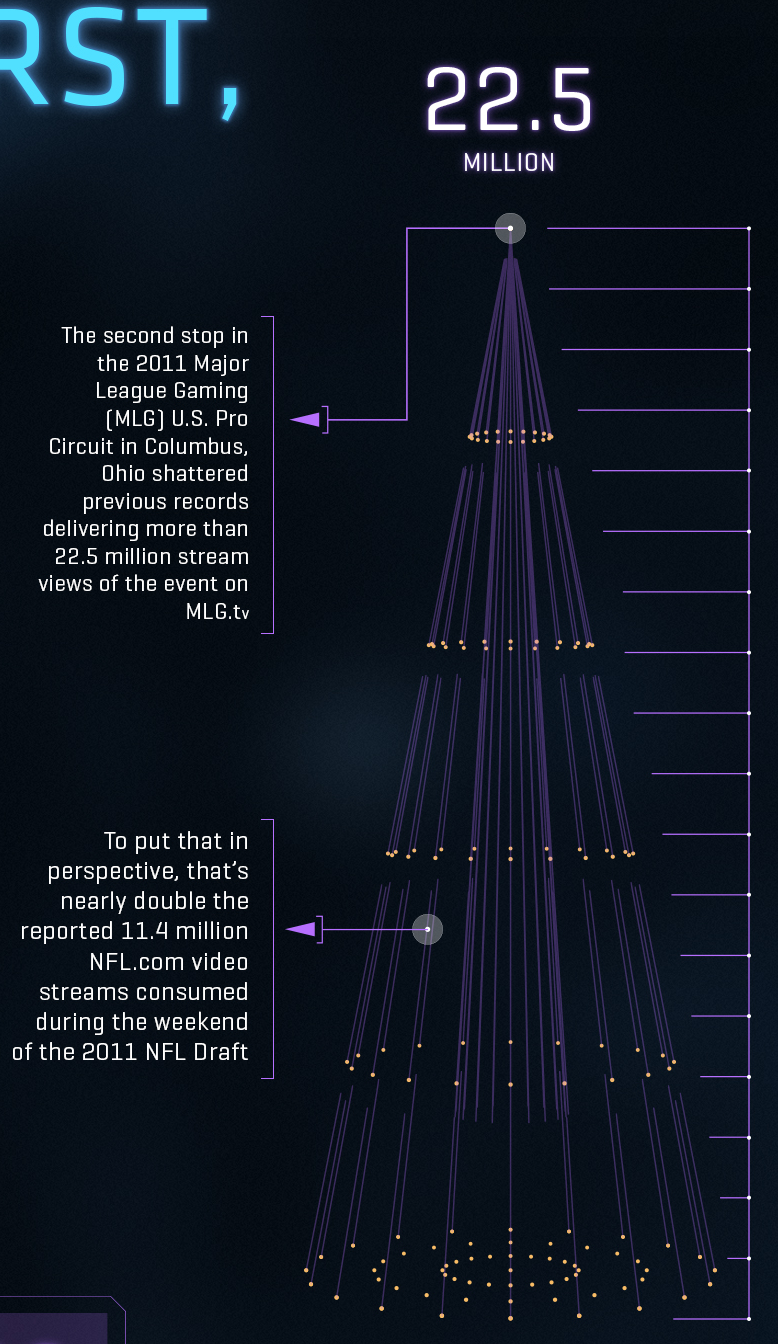 RST,
22.5
MILLION
The second stop in
the 2011 Major
League Gaming
(MLG) U.S. Pro
Circuit in Columbus,
Ohio shattered
previous records
delivering more than
22.5 million stream
views of the event on
MLG.tv
To put that in
perspective, that's
nearly double the
reported 11.4 million
NFL.com video
streams consumed
during the weekend
of the 2011 NFL Draft